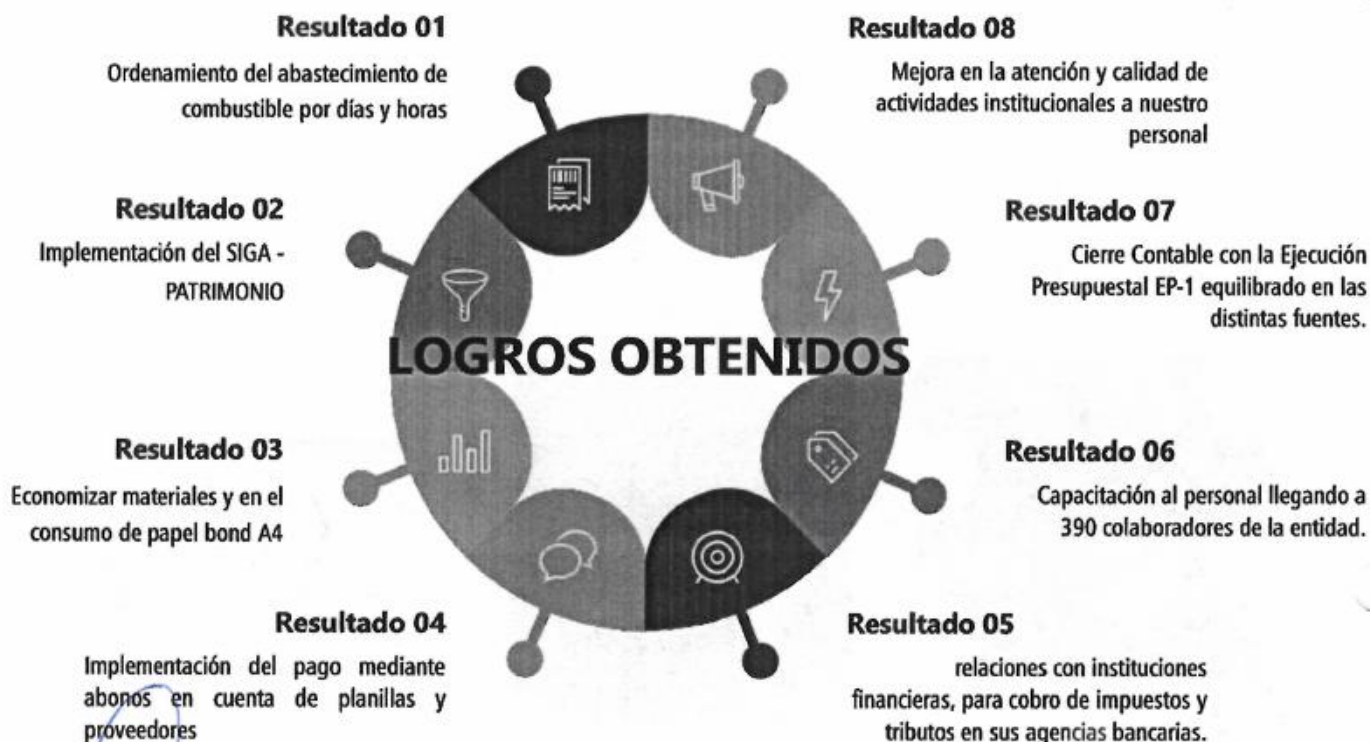 Resultado 01
Ordenamiento del abastecimiento de
combustible por días y horas
Resultado 02
Implementación del SIGA -
PATRIMONIO
Resultado 03
Economizar materiales y en el
consumo de papel bond A4
Resultado 04
Implementación del pago mediante
abonos en cuenta de planillas y
proveedores
LOGROS OBTENIDOS
Resultado 08
Mejora en la atención y calidad de
actividades institucionales a nuestro
personal
Resultado 07
Cierre Contable con la Ejecución
Presupuestal EP-1 equilibrado en las
distintas fuentes.
Resultado 06
Capacitación al personal llegando a
390 colaboradores de la entidad.
Resultado 05
relaciones con instituciones
financieras, para cobro de impuestos y
tributos en sus agencias bancarias.